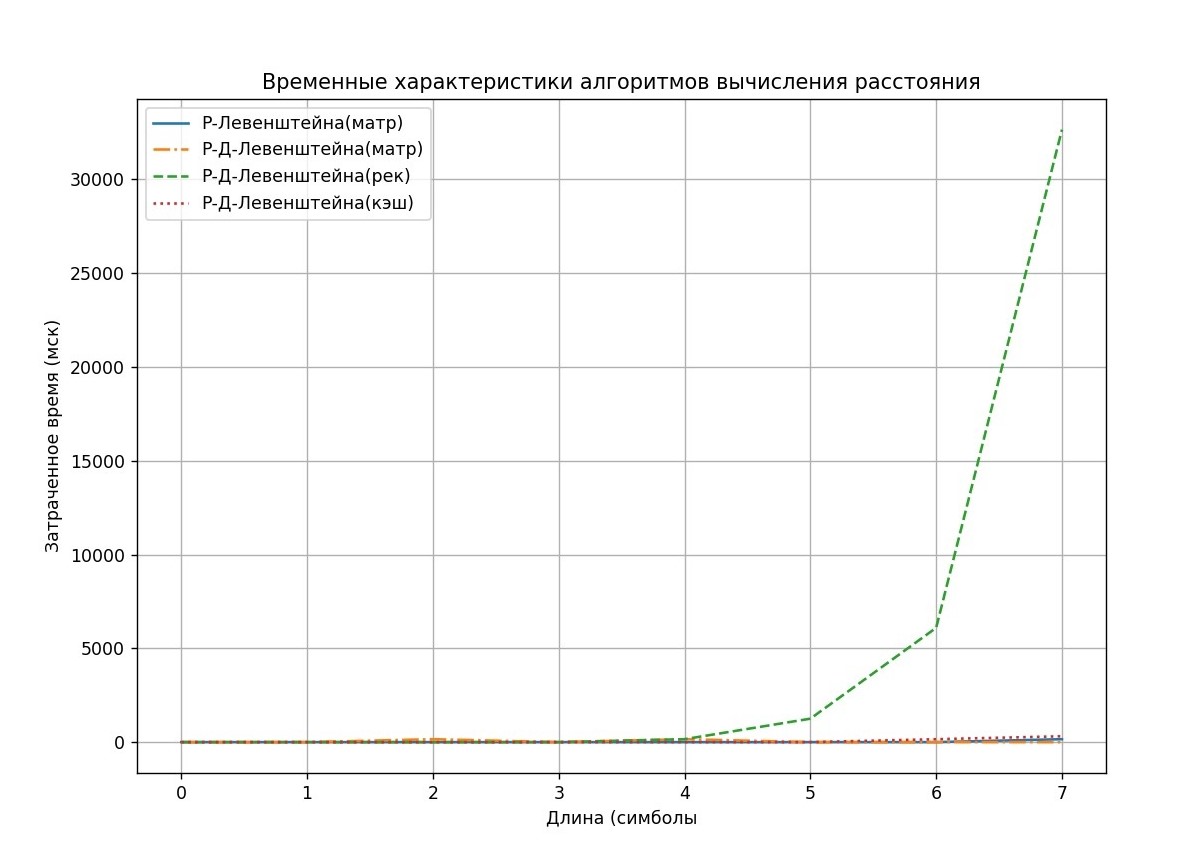 Временные характеристики алгоритмов вычисления расстояния
Р-Левенштейна(матр)
Р-Д-Левенштейна(матр)
Р-Д-Левенштейна(рек)
Р-Д-Левенштейна(кэш)
Затраченное время (мск)
30000
25000
20000
15000
10000
5000
0
0 1 2 3 4 5 6 7
Длина (символы